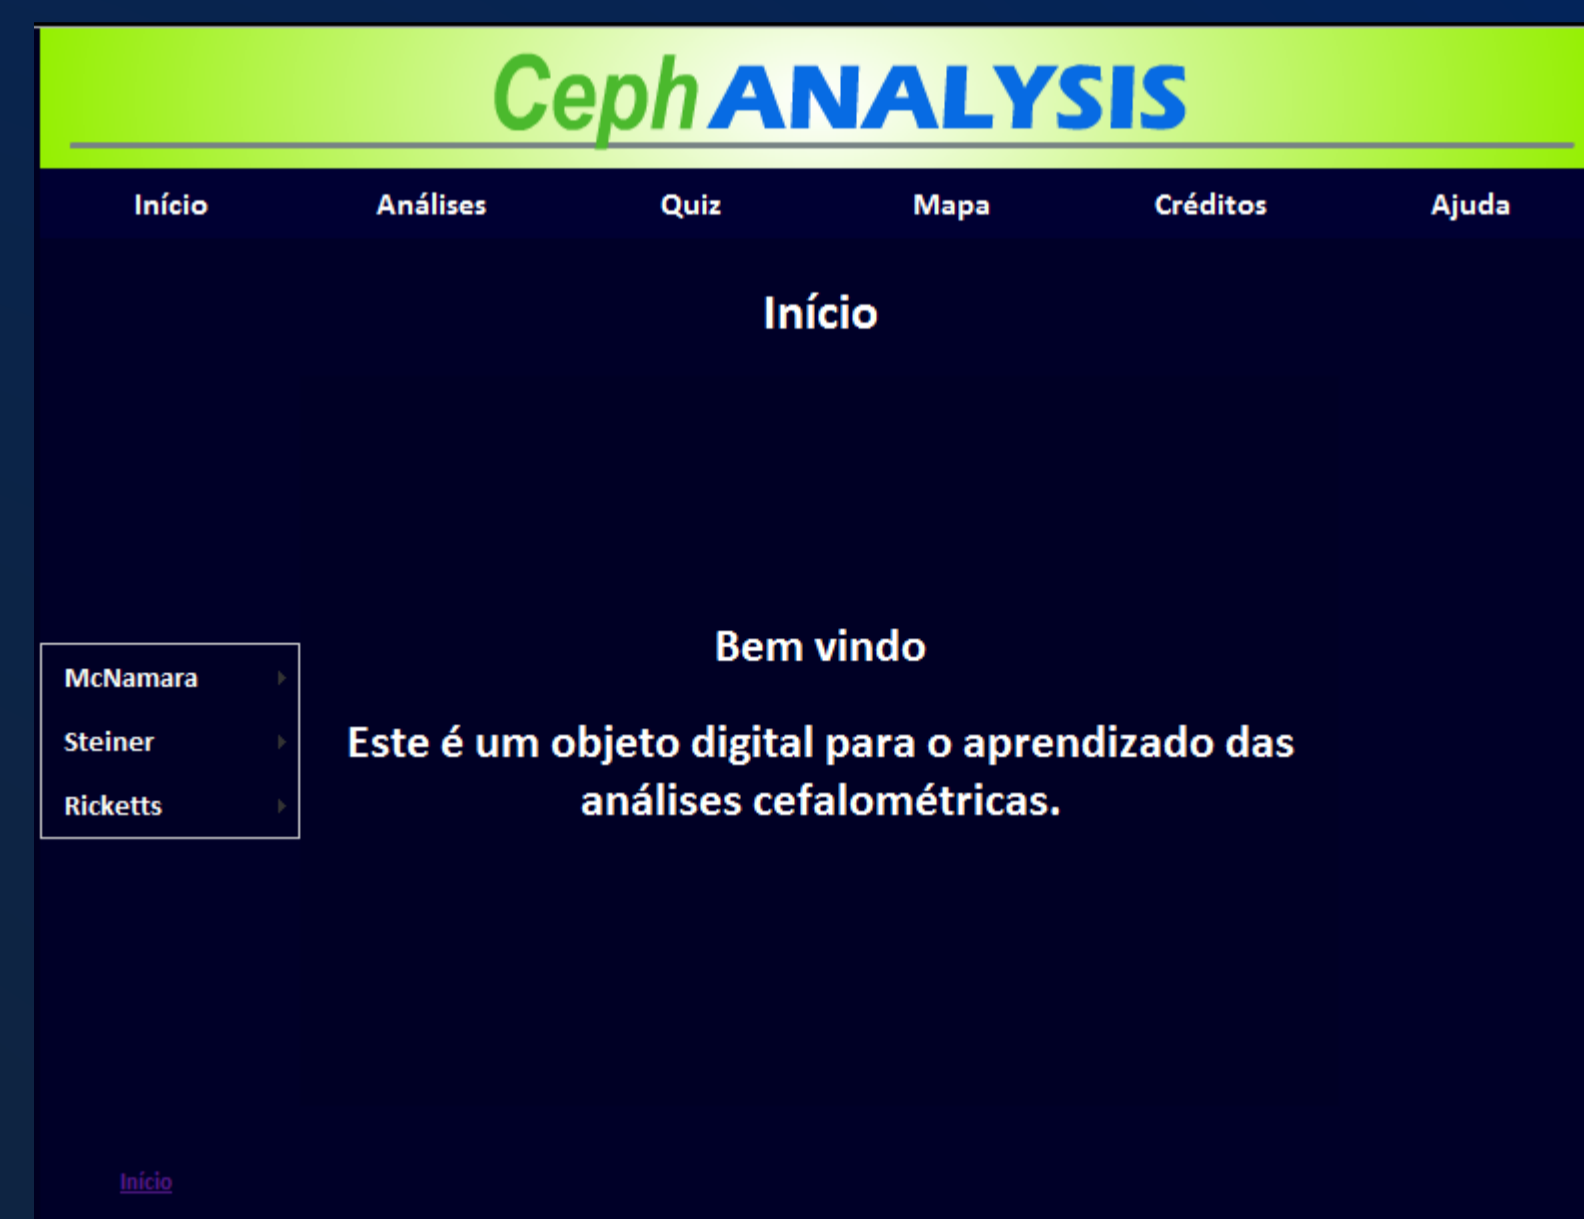 Ceph ANALYSIS
Início Análises Quiz Mapa Créditos Ajuda
Início
Bem vindo
Este é um objeto digital para o aprendizado das
análises cefalométricas.
McNamara
Steiner
Ricketts
Início